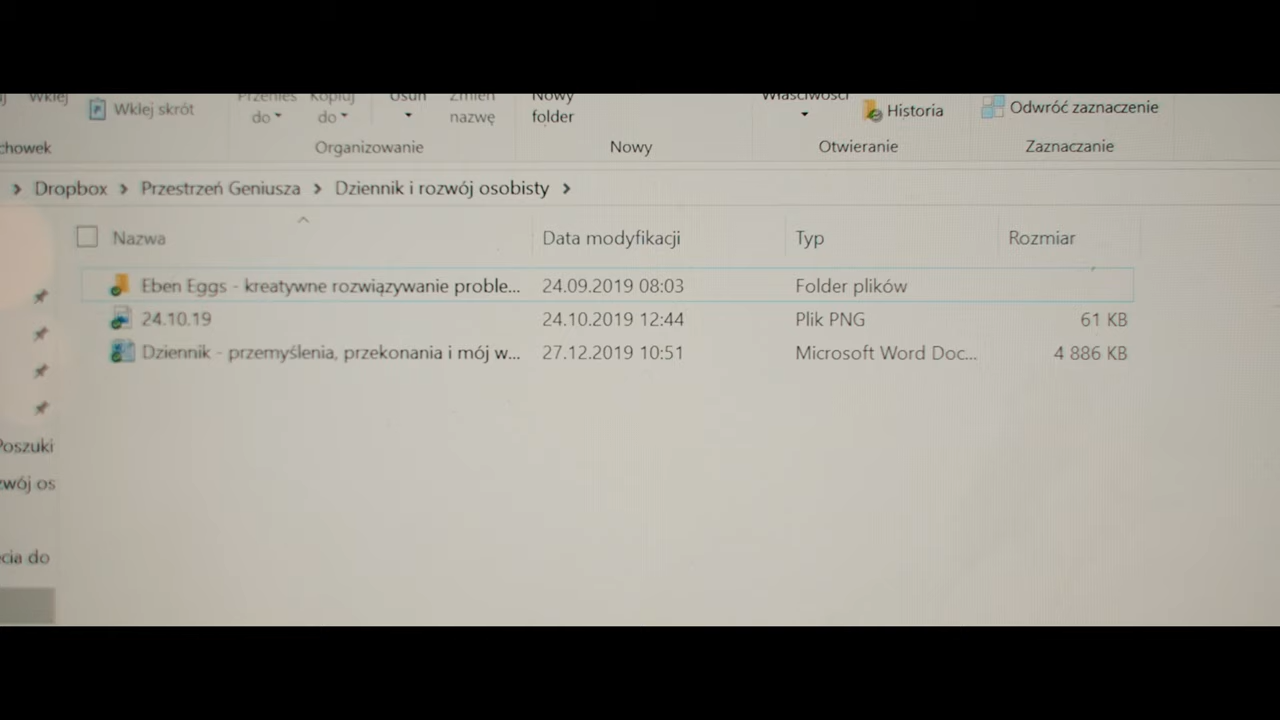 Wklej
Wklej skrót
Przenieś do
Kopiuj do
Usuń
Zmień nazwę
Nowy folder
Właściwości
Historia
Odwróć zaznaczenie
Organizowanie
Nowy
Otwieranie
Zaznaczanie
Dropbox > Przestrzeń Geniusza > Dziennik i rozwój osobisty >
Nazwa Data modyfikacji Typ Rozmiar
Eben Eggs - kreatywne rozwiązywanie proble... 24.09.2019 08:03 Folder plików
24.10.19 24.10.2019 12:44 Plik PNG 61 KB
Dziennik - przemyślenia, przekonania i mój w... 27.12.2019 10:51 Microsoft Word Doc... 4 886 KB
Poszuki
zwój os
cia do